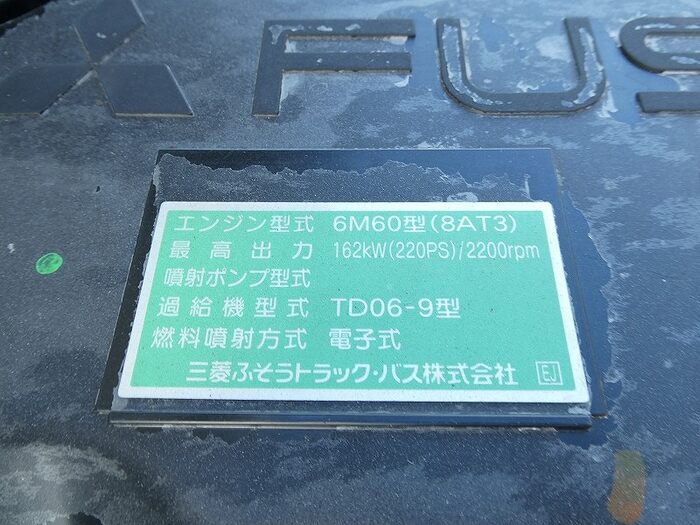 FUS
エンジン型式 6M60型(8AT3)
最高出力 162kW(220PS)/2200rpm
噴射ポンプ型式
過給機型式 TD06-9型
燃料噴射方式 電子式
三菱ふそうトラック・バス株式会社 EJ